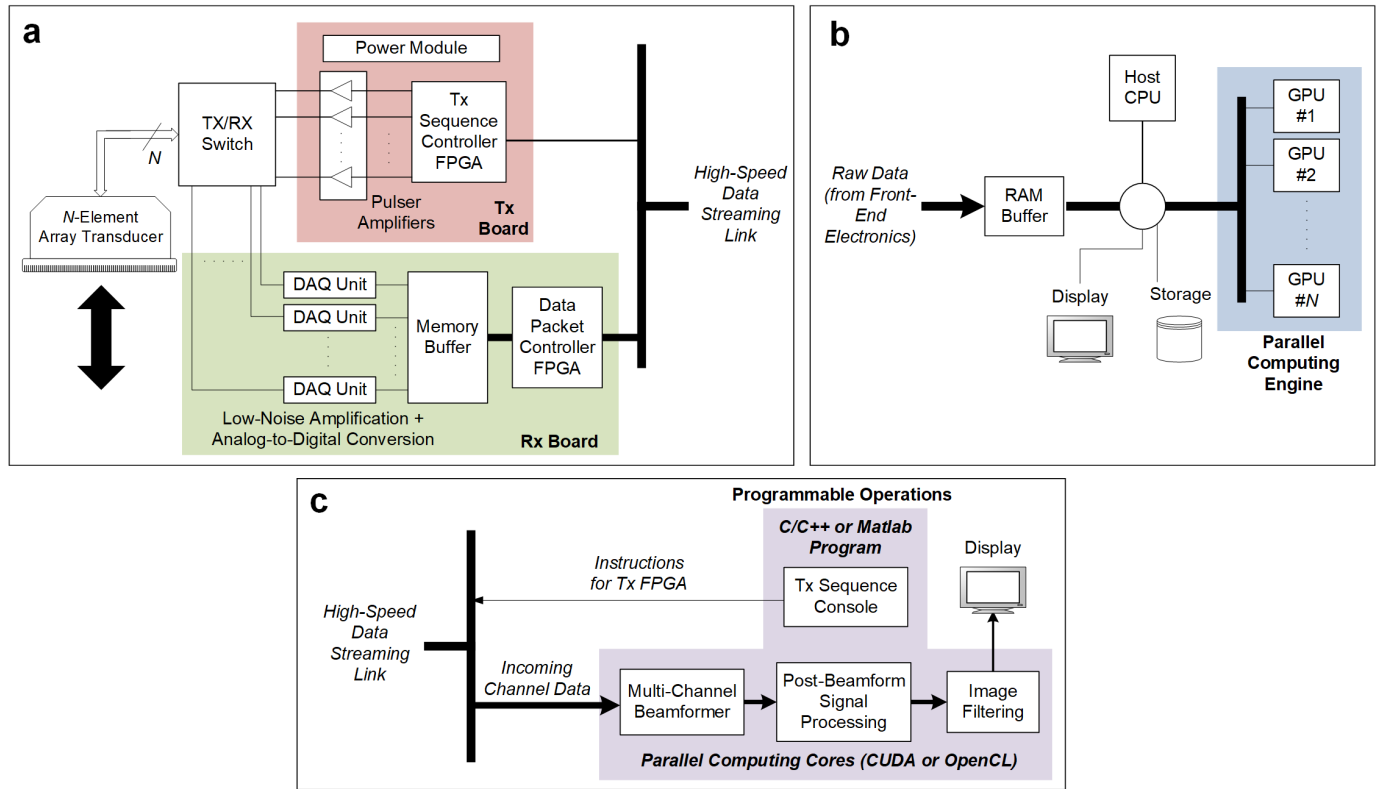 a
Power Module
TX/RX
Switch
Tx
Sequence
Controller
FPGA
N
N-Element
Array Transducer
Pulser
Amplifiers
Tx
Board
High-Speed
Data
Streaming
Link
DAQ Unit
DAQ Unit
DAQ Unit
Memory
Buffer
Data
Packet
Controller
FPGA
Low-Noise Amplification +
Analog-to-Digital Conversion
Rx Board
b
Host
CPU
GPU
#1
GPU
#2
GPU
#N
Raw Data
(from Front-
End
Electronics)
RAM
Buffer
Display
Storage
Parallel
Computing
Engine
c
Programmable Operations
C/C++ or Matlab
Program
Instructions
for Tx FPGA
Tx Sequence
Console
Display
High-Speed
Data
Streaming
Link
Incoming
Channel Data
Multi-Channel
Beamformer
Post-Beamform
Signal
Processing
Image
Filtering
Parallel Computing Cores (CUDA or OpenCL)